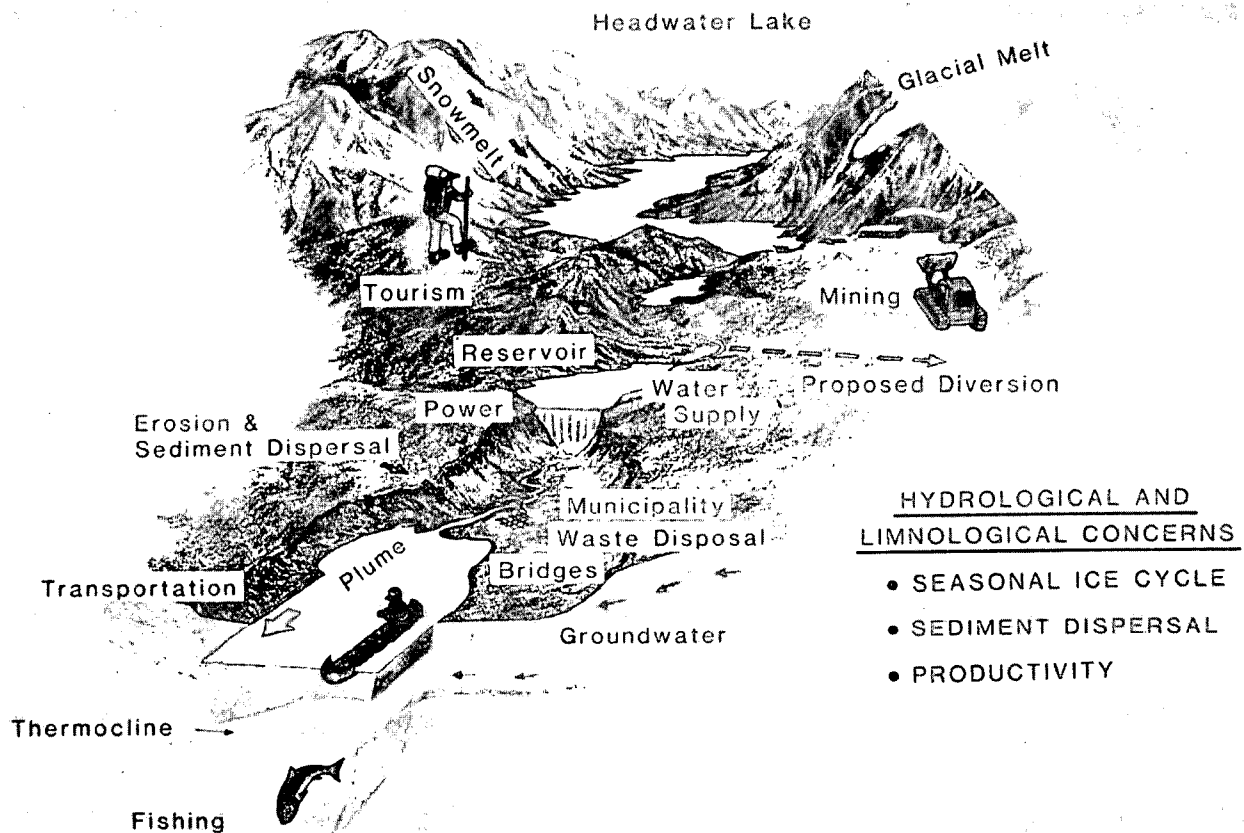 Headwater Lake
Glacial Melt
Snowmelt
Tourism
Mining
Reservoir
Proposed Diversion
Water
Supply
Power
Erosion &
Sediment Dispersal
Municipality
Waste Disposal
Plume
Bridges
Transportation
Groundwater
Thermocline
Fishing
HYDROLOGICAL AND
LIMNOLOGICAL CONCERNS
• SEASONAL ICE CYCLE
• SEDIMENT DISPERSAL
• PRODUCTIVITY